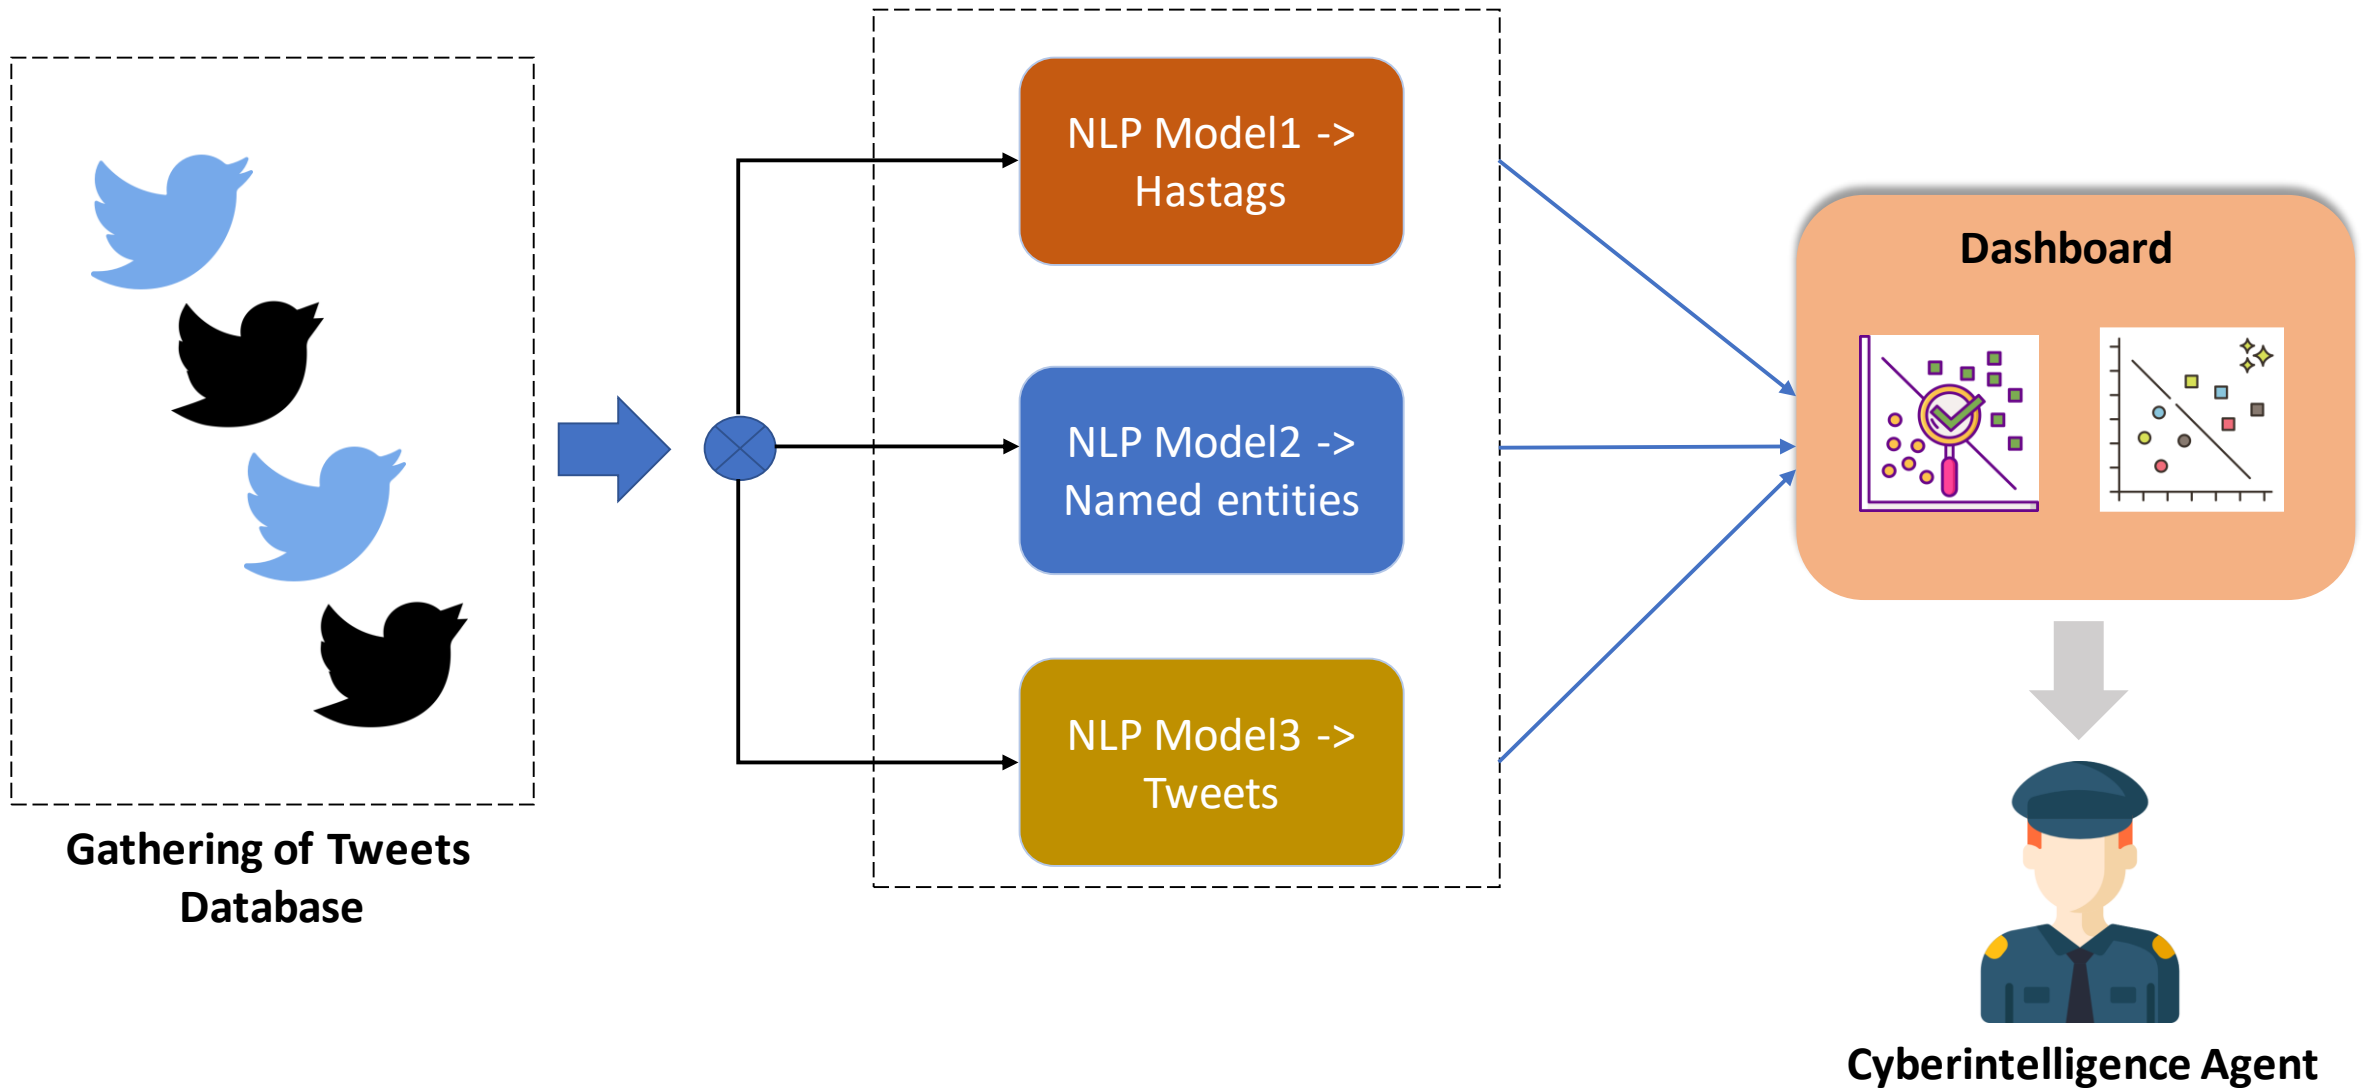 NLP Model1 ->
Hastags
NLP Model2 ->
Named entities
NLP Model3 ->
Tweets
Gathering of Tweets
Database
Dashboard
Cyberintelligence Agent